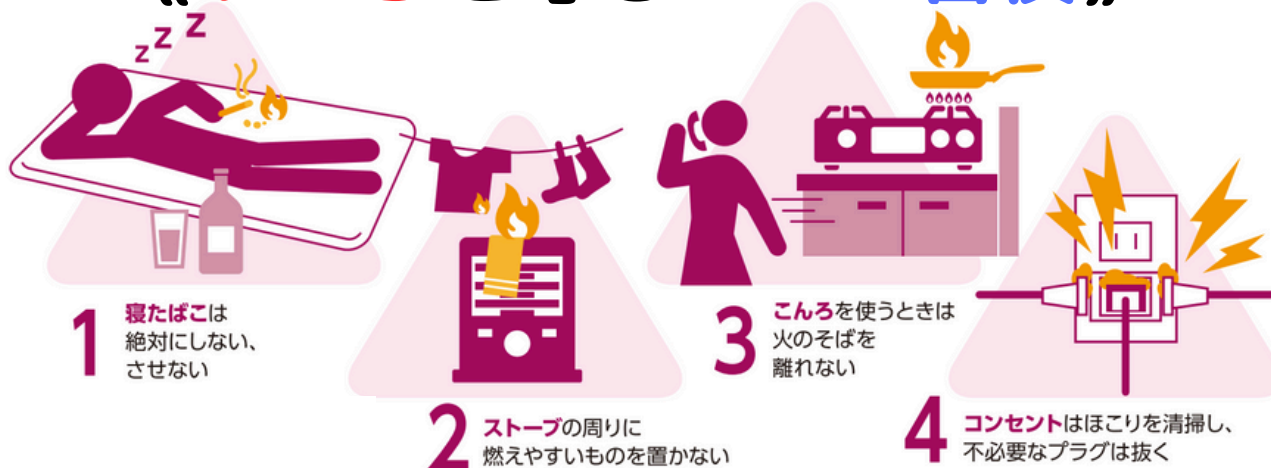 z z z
1
寝たばこは
絶対にしない、
させない
2
ストーブの周りに
燃えやすいものを置かない
3
こんろを使うときは
火のそばを
離れない
4
コンセントはほこりを清掃し、
不必要なプラグは抜く